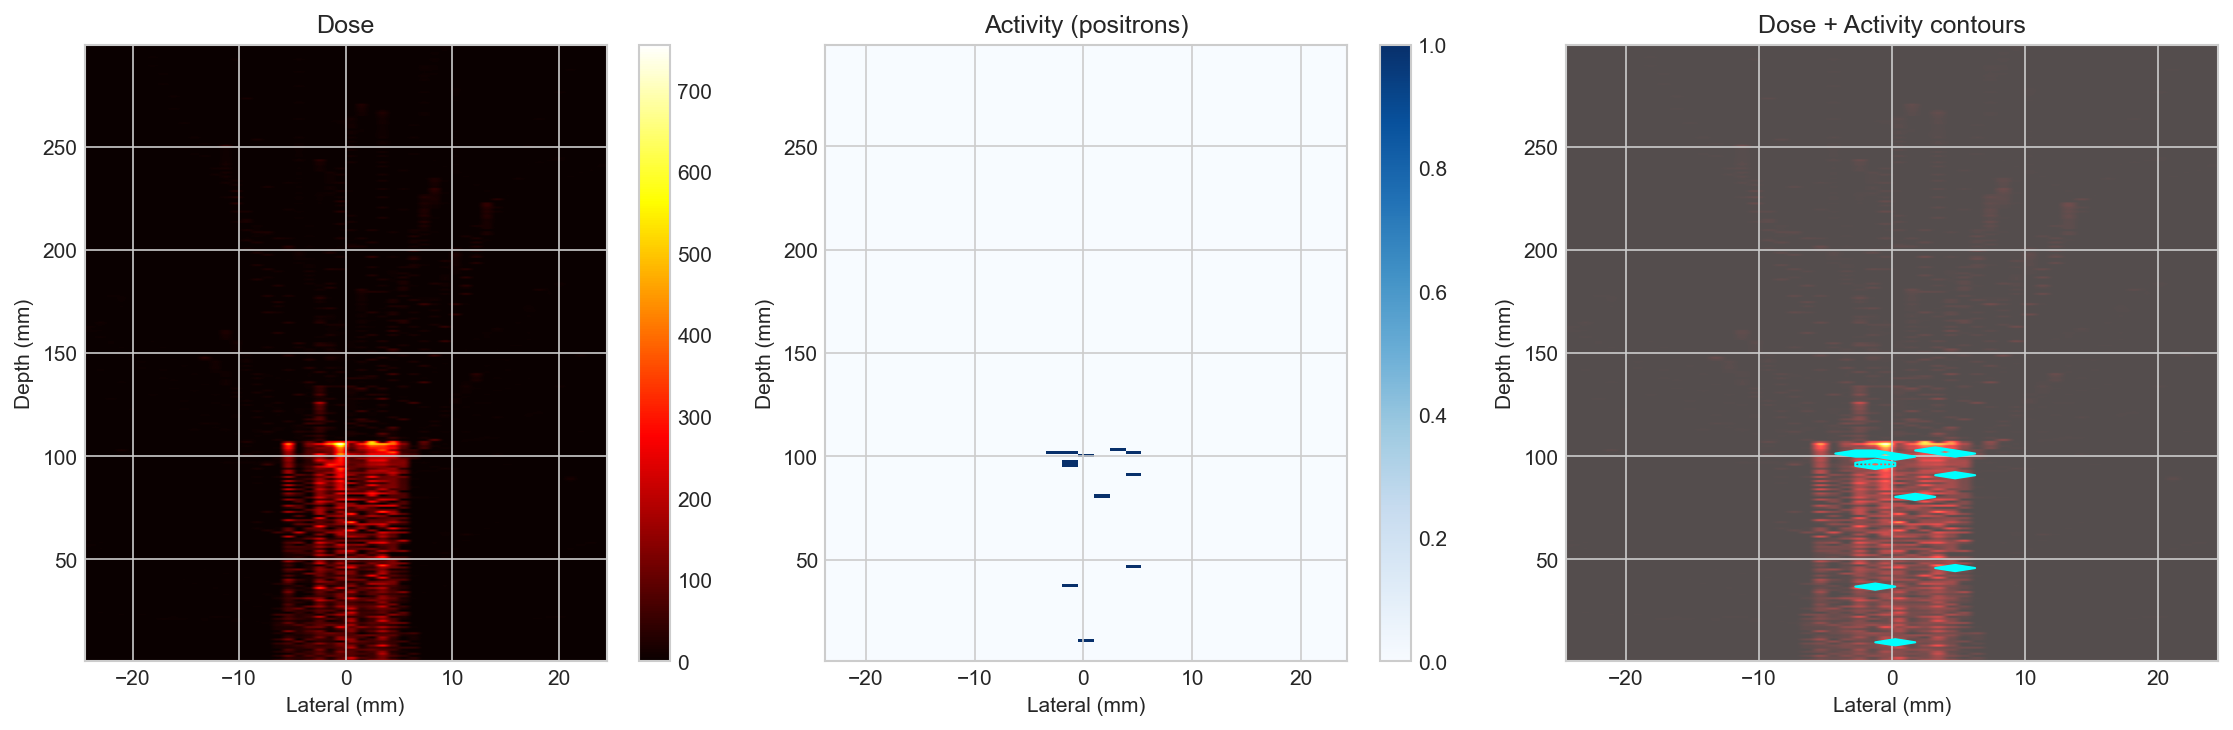 Dose
Depth (mm)
250
200
150
100
50
−20 −10 0 10 20
Lateral (mm)
700
600
500
400
300
200
100
0
Activity (positrons)
Depth (mm)
250
200
150
100
50
−20 −10 0 10 20
Lateral (mm)
1.0
0.8
0.6
0.4
0.2
0.0
Dose + Activity contours
Depth (mm)
250
200
150
100
50
−20 −10 0 10 20
Lateral (mm)